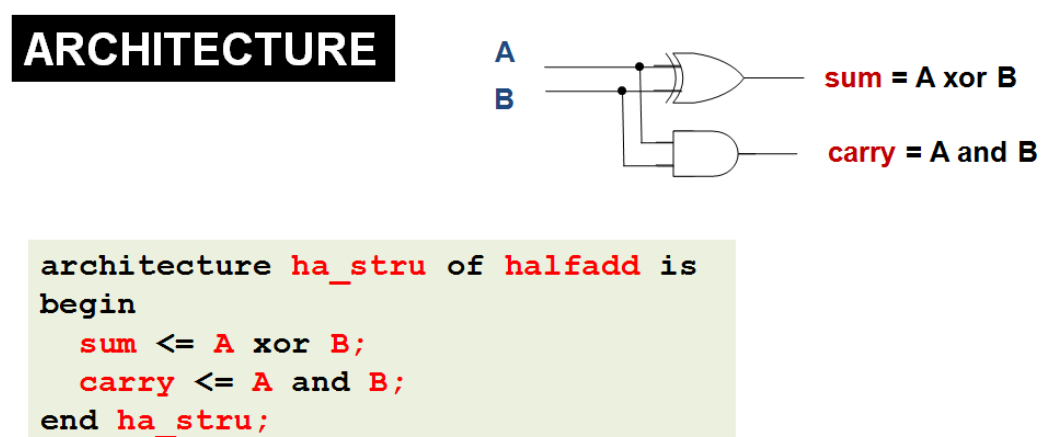 ARCHITECTURE
A
B
sum = A xor B
carry = A and B
architecture ha_stru of halfadd is
begin
sum <= A xor B;
carry <= A and B;
end ha_stru;